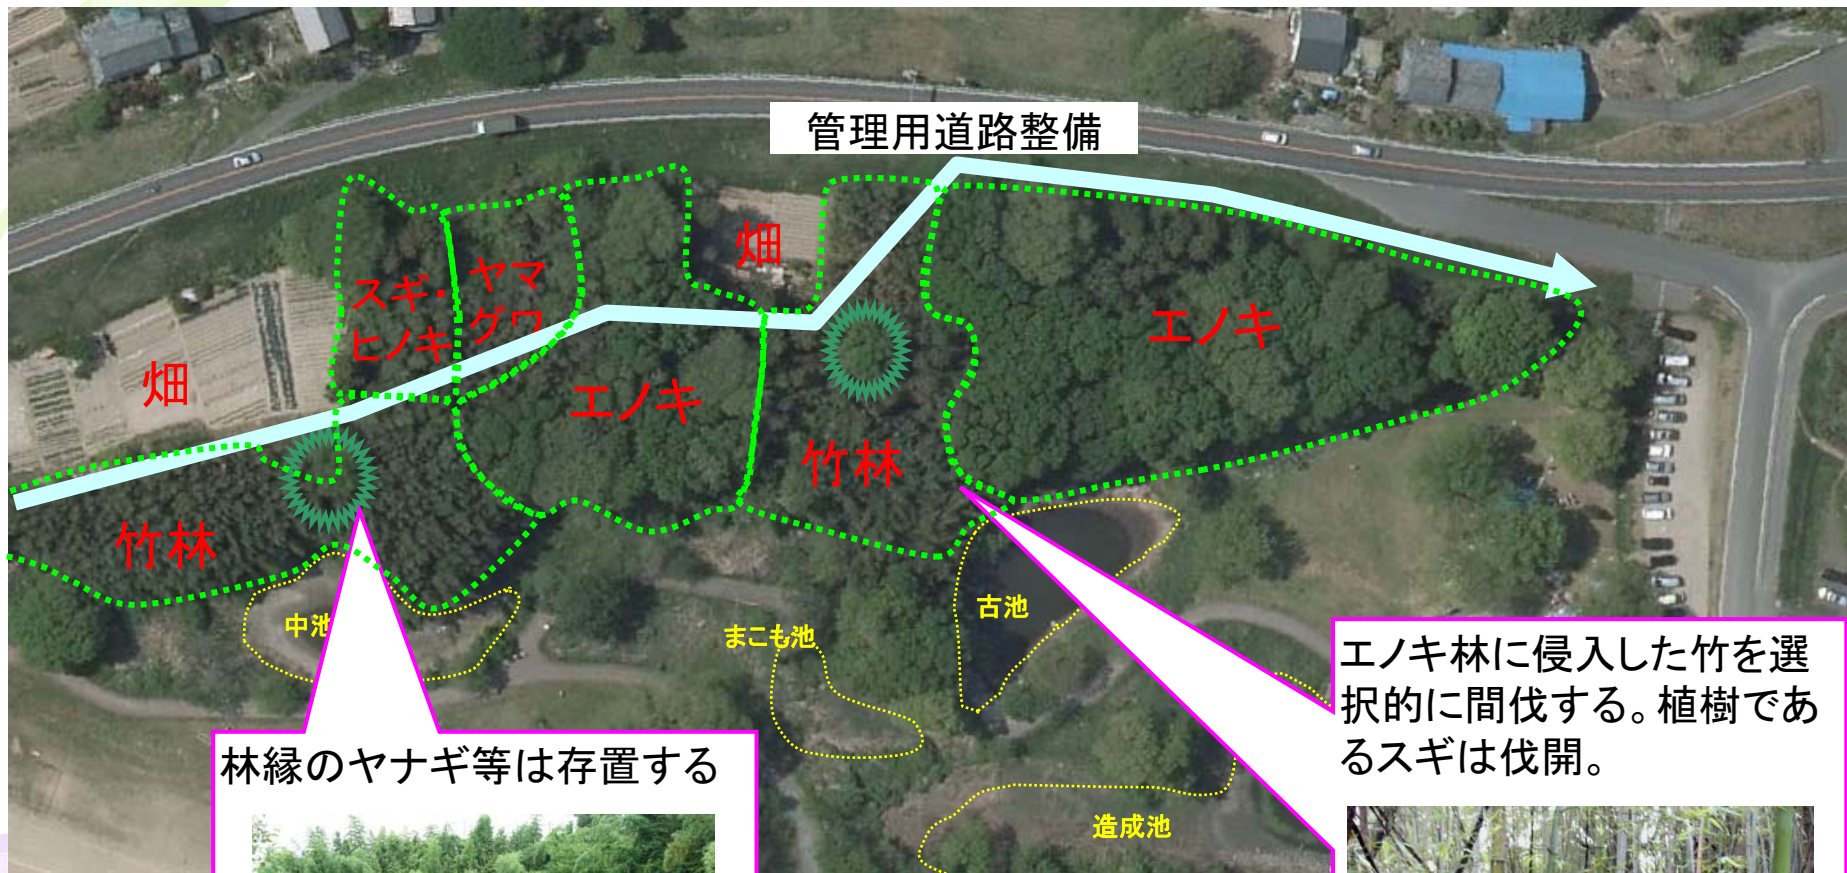 管理用道路整備
畑
スギ・
ヒノキ
ヤマ
グワ
畑
エノキ
エノキ
竹林
竹林
中池
まこも池
古池
造成池
林縁のヤナギ等は存置する
エノキ林に侵入した竹を選
択的に間伐する。植樹であ
るスギは伐開。